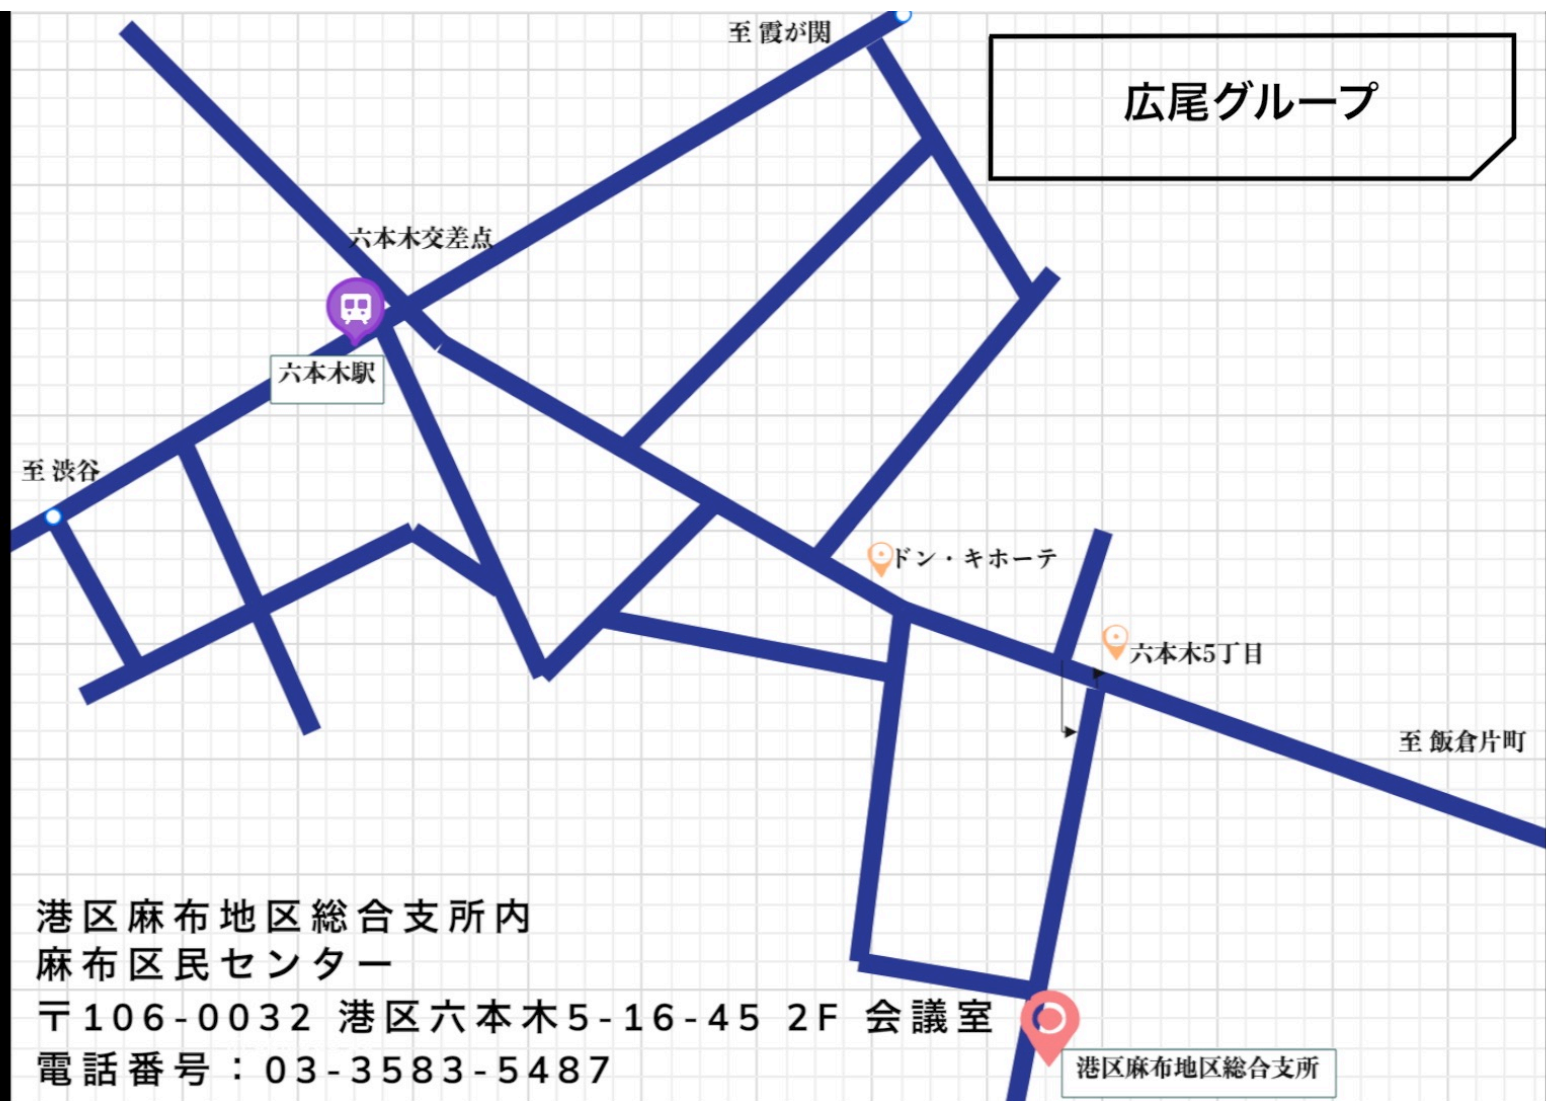 至 霞が関
広尾グループ
六本木交差点
六本木駅
至 渋谷
ドン・キホーテ
六本木5丁目
至 飯倉片町
港区麻布地区総合支所内
麻布区民センター
〒106-0032 港区六本木5-16-45 2F 会議室
電話番号：03-3583-5487
港区麻布地区総合支所